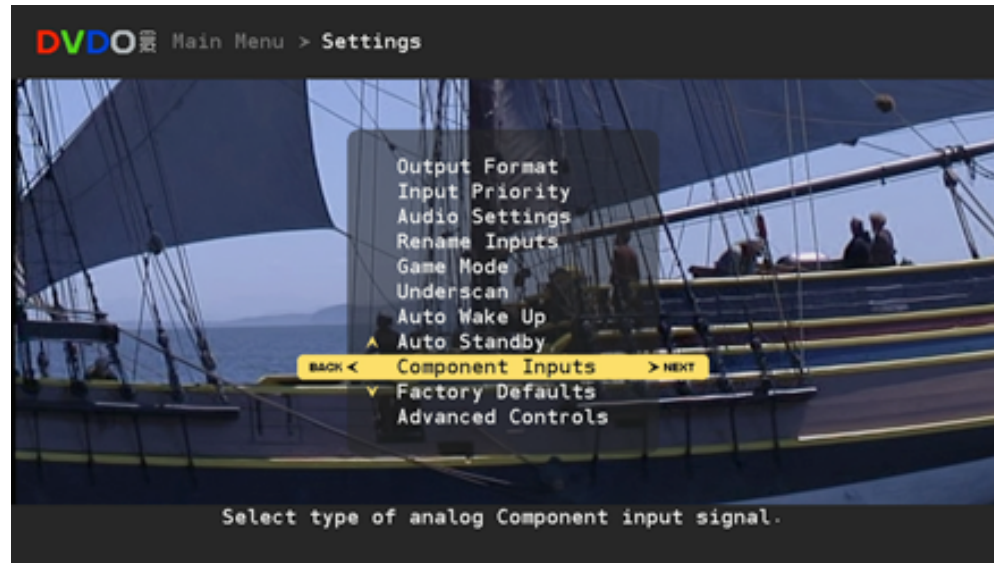 DVDO Main Menu > Settings
Output Format
Input Priority
Audio Settings
Rename Inputs
Game Mode
Underscan
Auto Wake Up
Auto Standby
BACK < Component Inputs > NEXT
Factory Defaults
Advanced Controls
Select type of analog Component input signal.